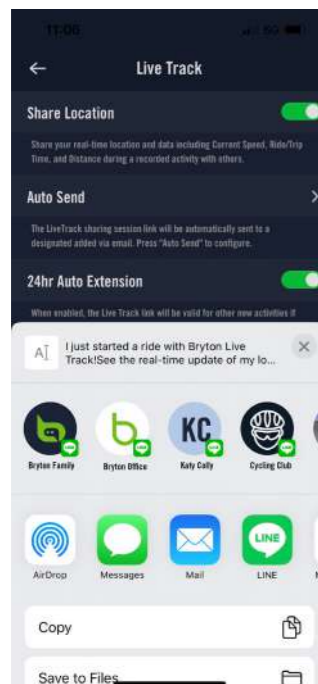 11:06
5G
Live Track
Share Location
Share your real-time location and data including Current Speed, Ride/Trip
Time, and Distance during a recorded activity with others.
Auto Send
The LiveTrack sharing session link will be automatically sent to a
designated added via email. Press "Auto Send" to configure.
24hr Auto Extension
When enabled, the Live Track link will be valid for other new activities if
I just started a ride with Bryton Live
Track!See the real-time update of my lo...
KC
Bryton Family
Bryton Office
Katy Cally
Cycling Club
LINE
AirDrop
Messages
Mail
LINE
Copy
Save to Files